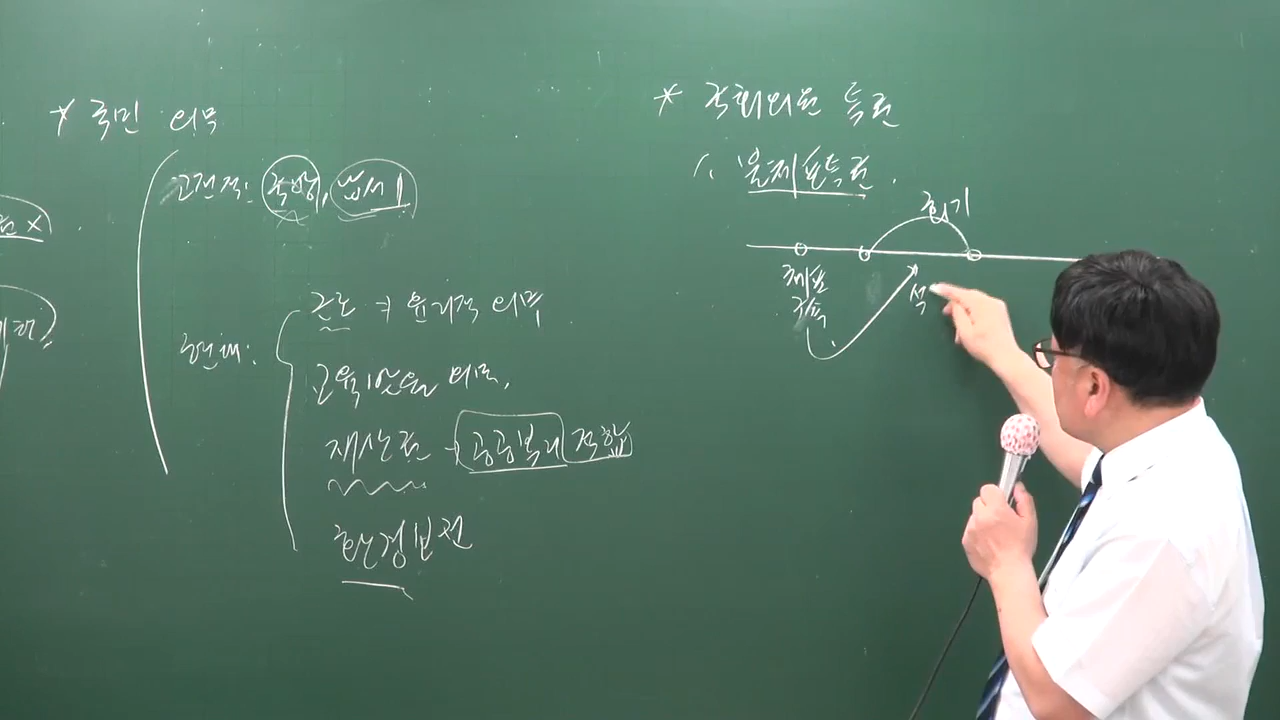 * 국민 의무
고전적: 국방, 납세
현대:
근로 → 윤리적 의무
교육 받을 의무.
재산권 → 공공복리 적합
환경보전
* 국회의원 특권
1. 불체포특권.
회기
체포
구속
석